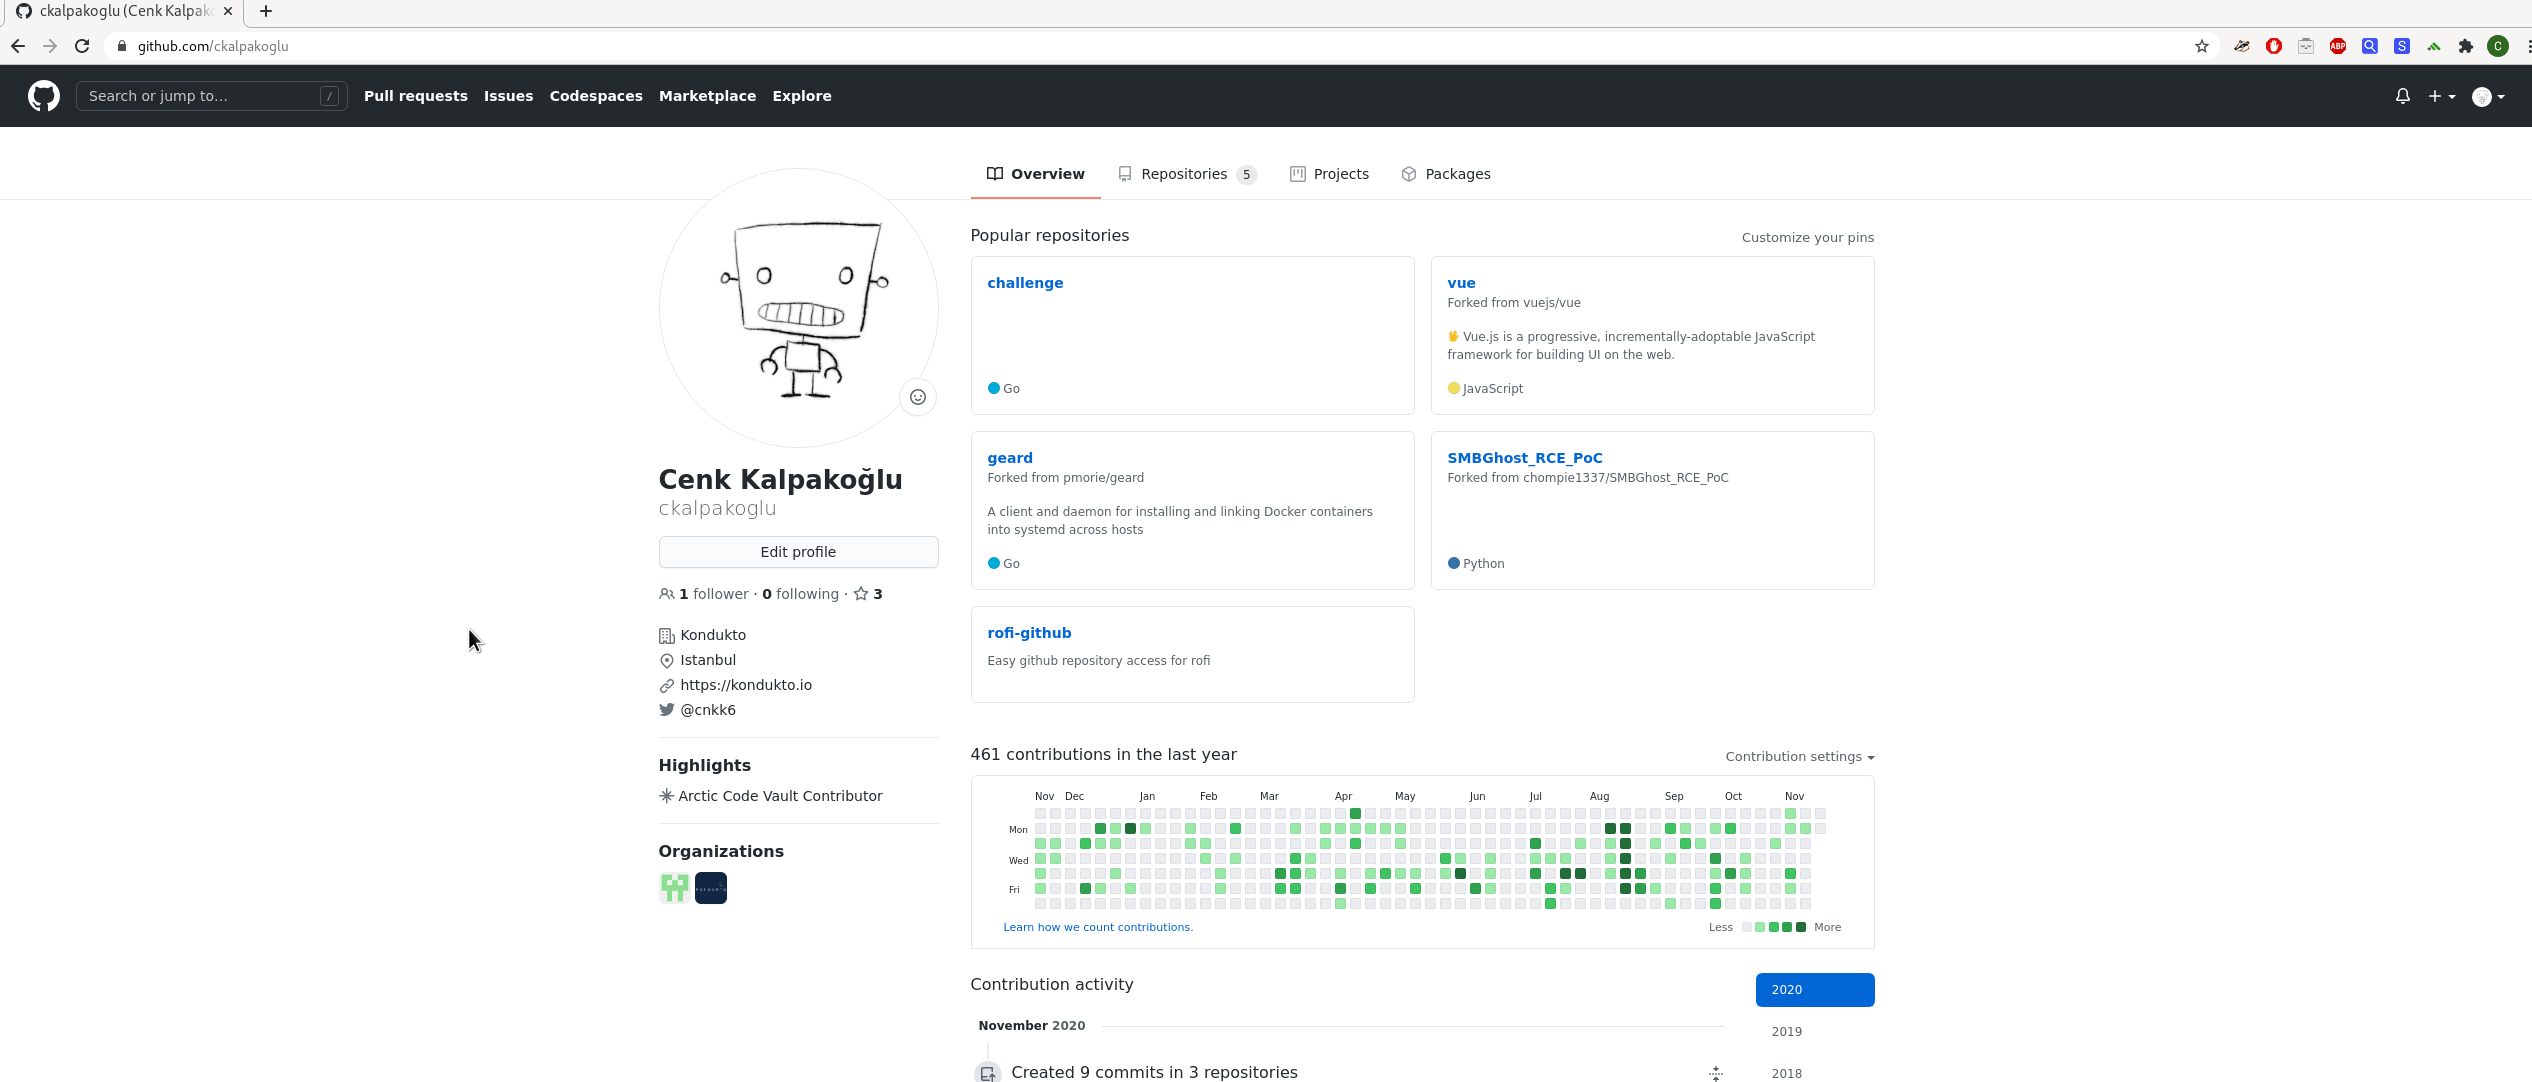 ckalpakoglu (Cenk Kalpak
github.com/ckalpakoglu
ABP
S
C
Search or jump to...
/
Pull requests
Issues
Codespaces
Marketplace
Explore
Overview
Repositories 5
Projects
Packages
Cenk Kalpakoğlu
ckalpakoglu
Edit profile
1 follower · 0 following · 3
Kondukto
Istanbul
https://kondukto.io
@cnkk6
Highlights
Arctic Code Vault Contributor
Organizations
Popular repositories
Customize your pins
challenge
Go
vue
Forked from vuejs/vue
🖖 Vue.js is a progressive, incrementally-adoptable JavaScript
framework for building UI on the web.
JavaScript
geard
Forked from pmorie/geard
A client and daemon for installing and linking Docker containers
into systemd across hosts
Go
SMBGhost_RCE_PoC
Forked from chompie1337/SMBGhost_RCE_PoC
Python
rofi-github
Easy github repository access for rofi
461 contributions in the last year
Contribution settings
Nov Dec Jan Feb Mar Apr May Jun Jul Aug Sep Oct Nov
Mon
Wed
Fri
Learn how we count contributions.
Less
More
Contribution activity
2020
2019
2018
November 2020
Created 9 commits in 3 repositories